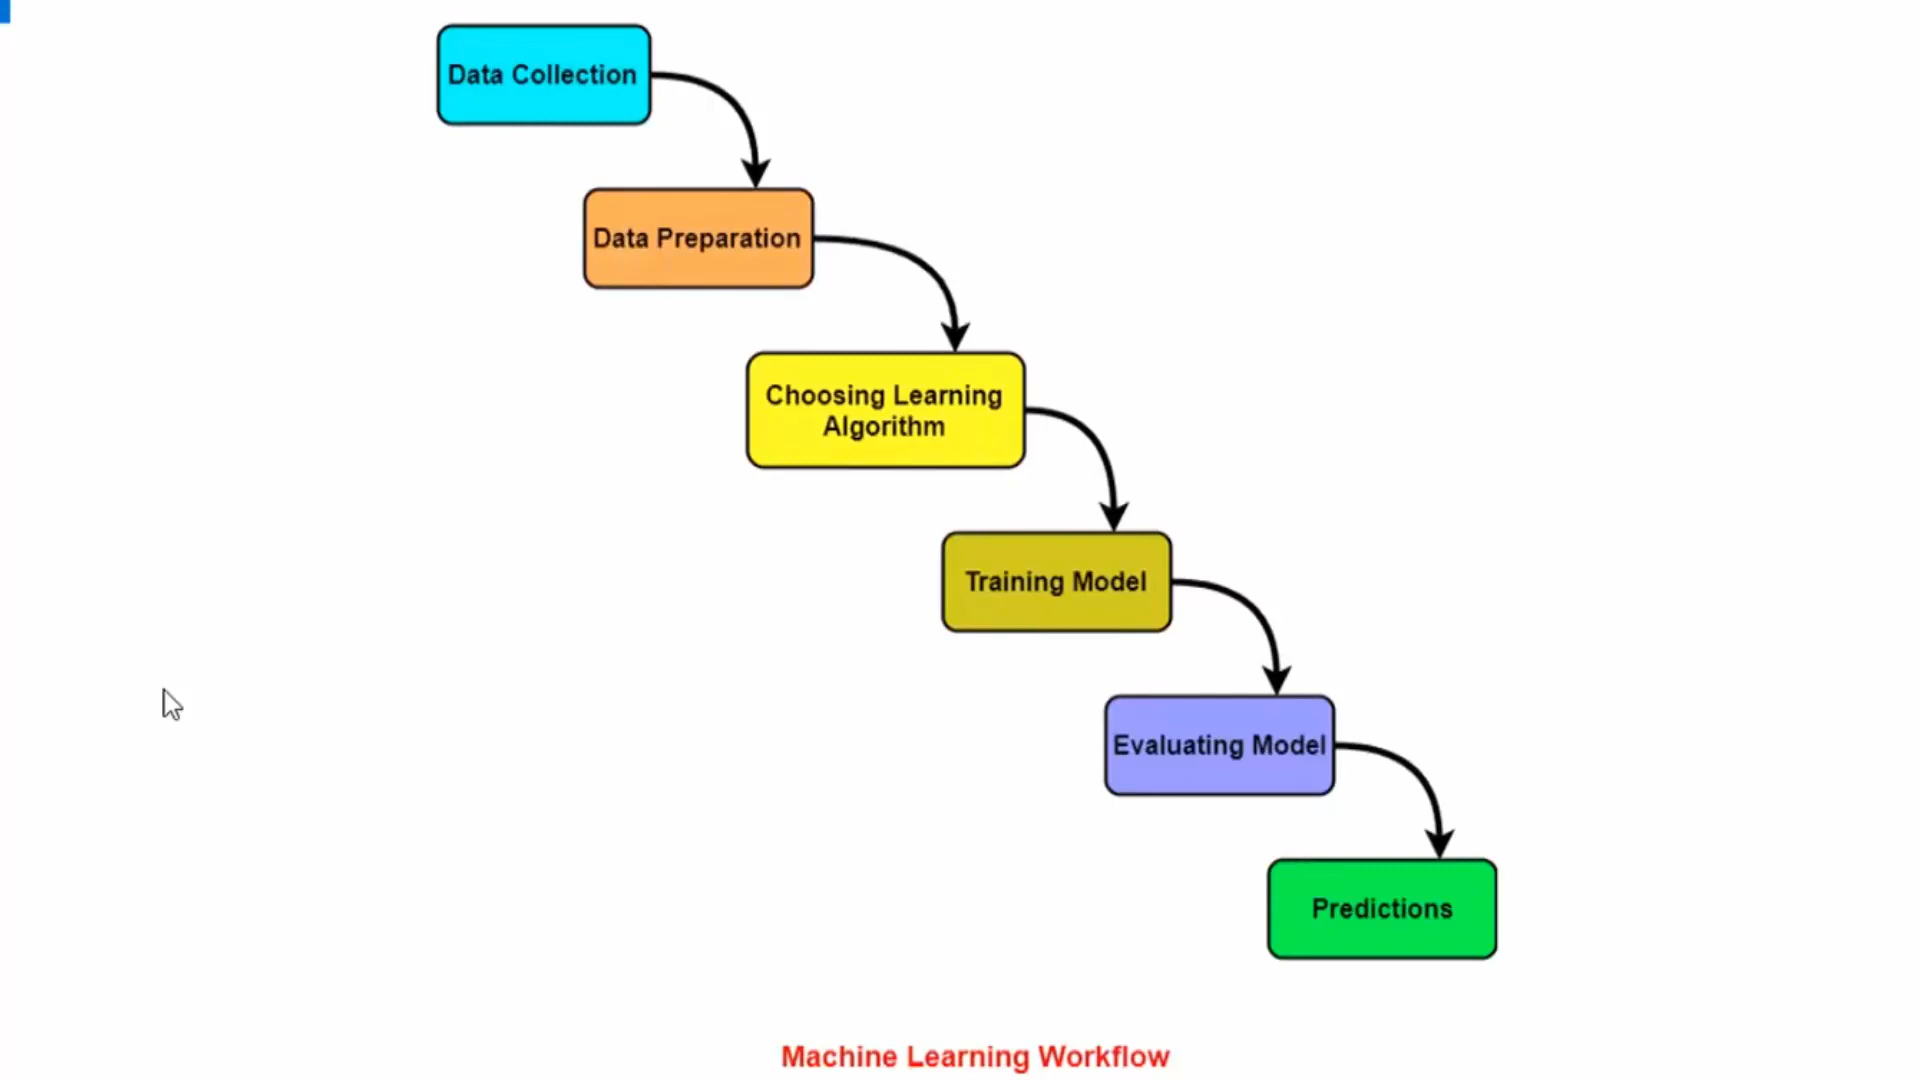 Data Collection
Data Preparation
Choosing Learning
Algorithm
Training Model
Evaluating Model
Predictions
Machine Learning Workflow